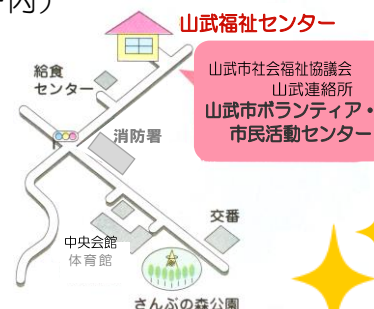 内）
山武福祉センター
山武市社会福祉協議会
山武連絡所
山武市ボランティア・
市民活動センター
給食
センター
消防署
交番
中央会館
体育館
さんぶの森公園